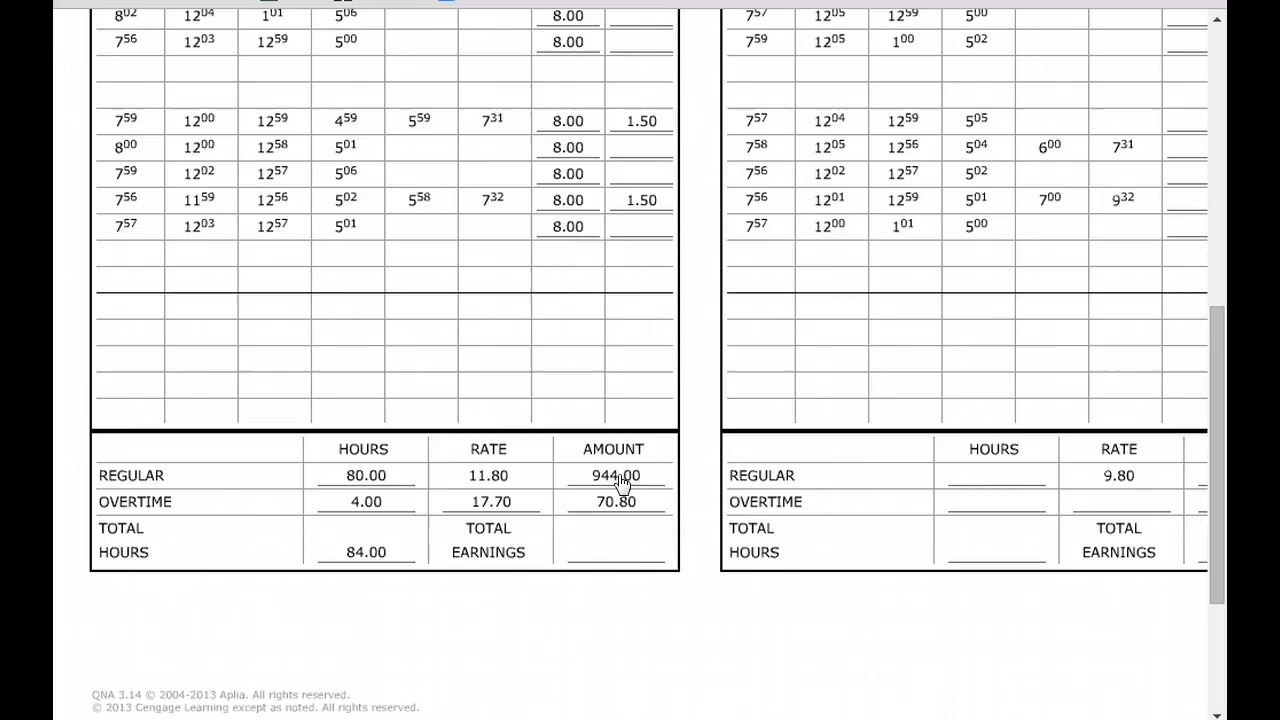 802 1204 101 506 8.00
756 1203 1259 500 8.00
759 1200 1259 459 559 731 8.00 1.50
800 1200 1258 501 8.00
759 1202 1257 506 8.00
756 1159 1256 502 558 732 8.00 1.50
757 1203 1257 501 8.00
HOURS RATE AMOUNT
REGULAR 80.00 11.80 944.00
OVERTIME 4.00 17.70 70.80
TOTAL TOTAL
HOURS 84.00 EARNINGS
757 1205 1259 500
759 1205 100 502
757 1204 1259 505
758 1205 1256 504 600 731
756 1202 1257 502
756 1201 1259 501 700 932
757 1200 101 500
HOURS RATE
REGULAR 9.80
OVERTIME
TOTAL TOTAL
HOURS EARNINGS
QNA 3.14 © 2004-2013 Aplia. All rights reserved.
© 2013 Cengage Learning except as noted. All rights reserved.